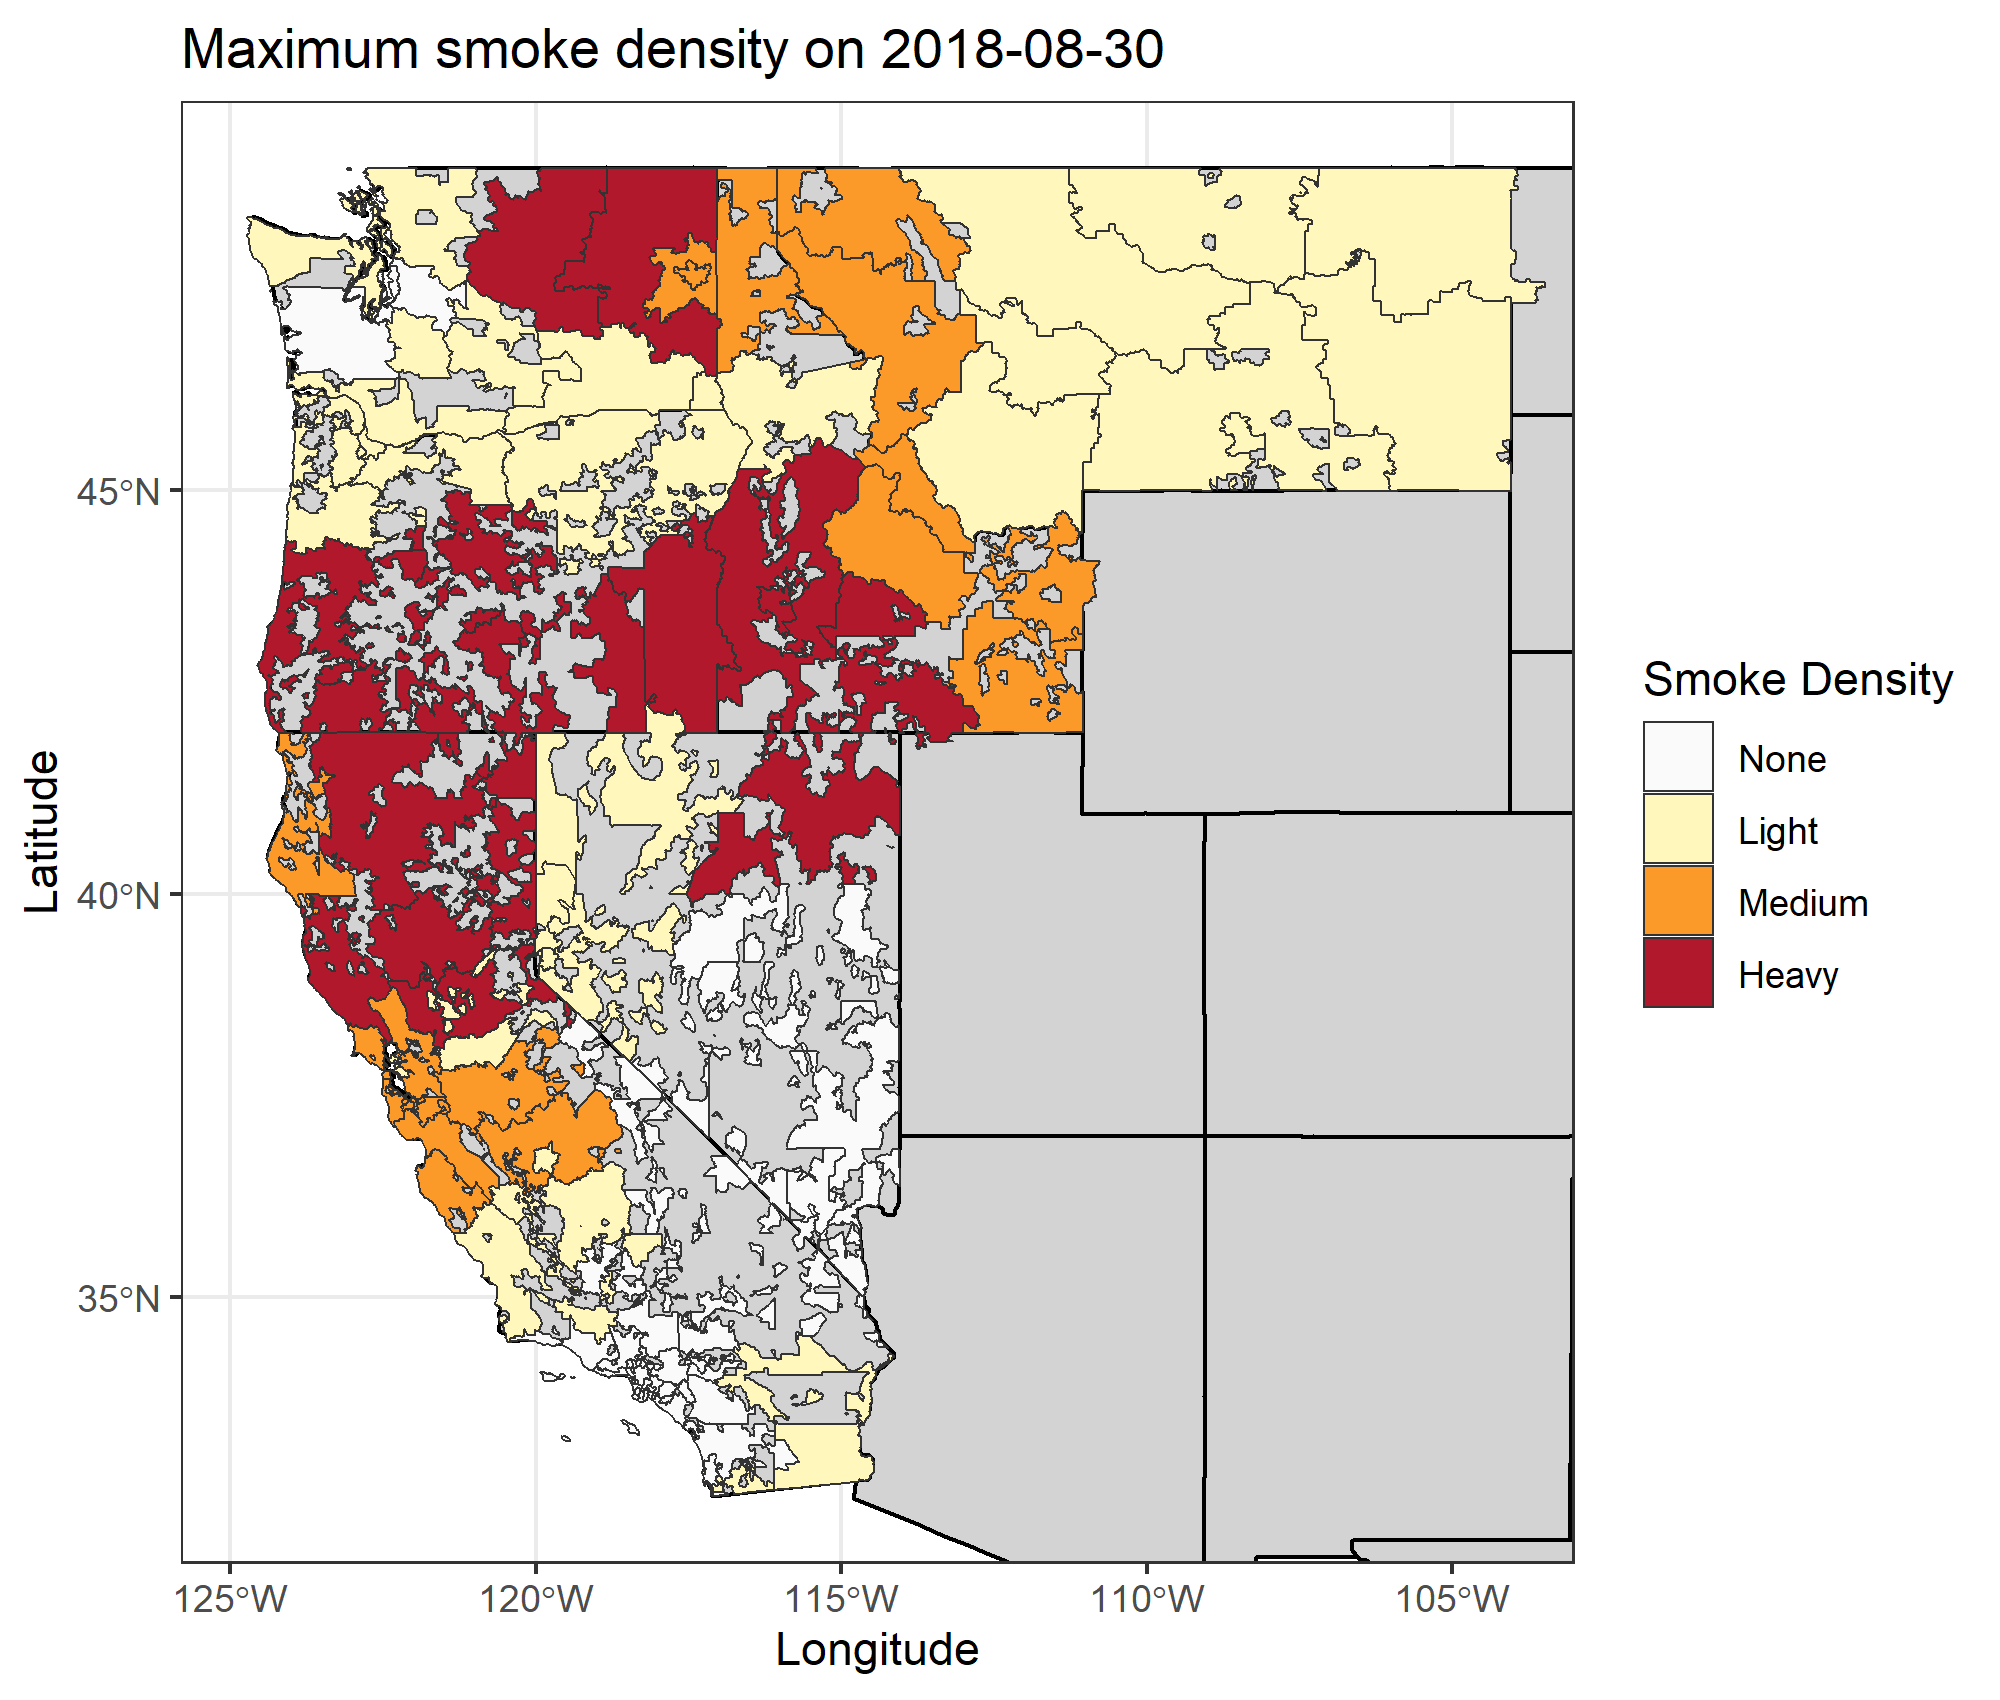 Maximum smoke density on 2018-08-30
45°N
40°N
35°N
Latitude
125°W
120°W
115°W
110°W
105°W
Longitude
Smoke Density
None
Light
Medium
Heavy